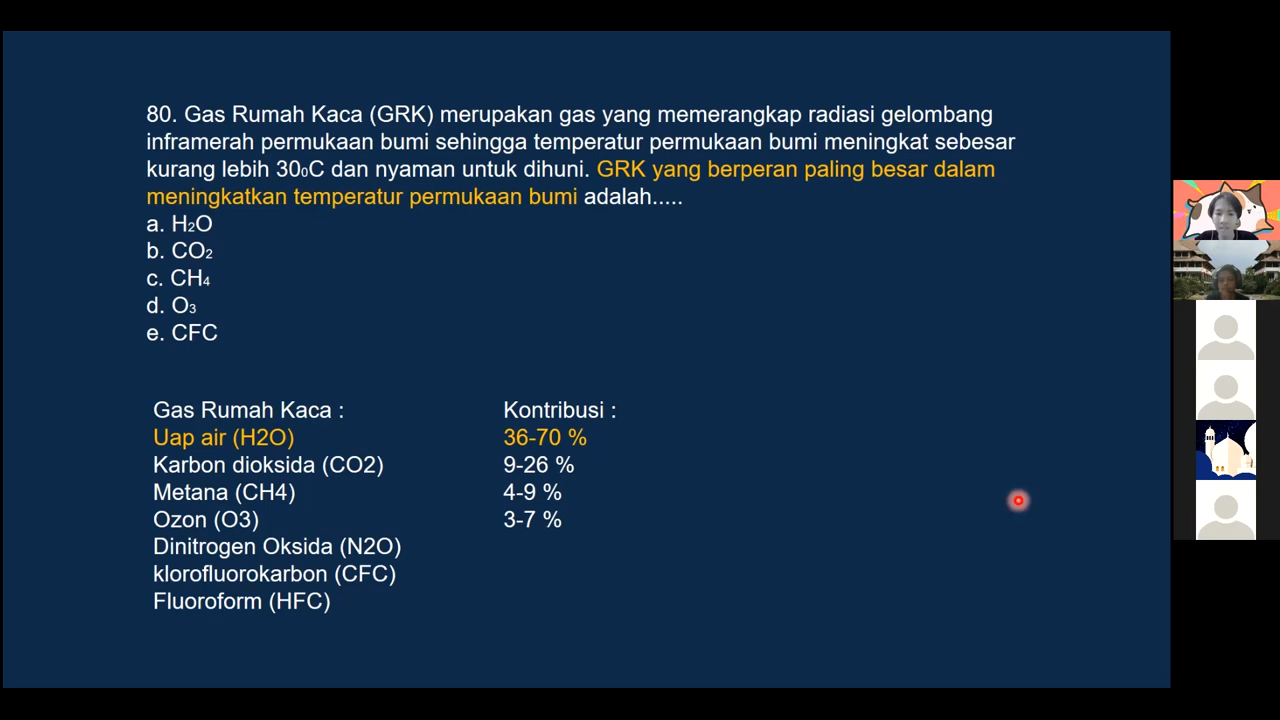 80. Gas Rumah Kaca (GRK) merupakan gas yang memerangkap radiasi gelombang
inframerah permukaan bumi sehingga temperatur permukaan bumi meningkat sebesar
kurang lebih 30₀C dan nyaman untuk dihuni. GRK yang berperan paling besar dalam
meningkatkan temperatur permukaan bumi adalah.....
a. H₂O
b. CO₂
c. CH₄
d. O₃
e. CFC
Gas Rumah Kaca : Kontribusi :
Uap air (H2O) 36-70 %
Karbon dioksida (CO2) 9-26 %
Metana (CH4) 4-9 %
Ozon (O3) 3-7 %
Dinitrogen Oksida (N2O)
klorofluorokarbon (CFC)
Fluoroform (HFC)